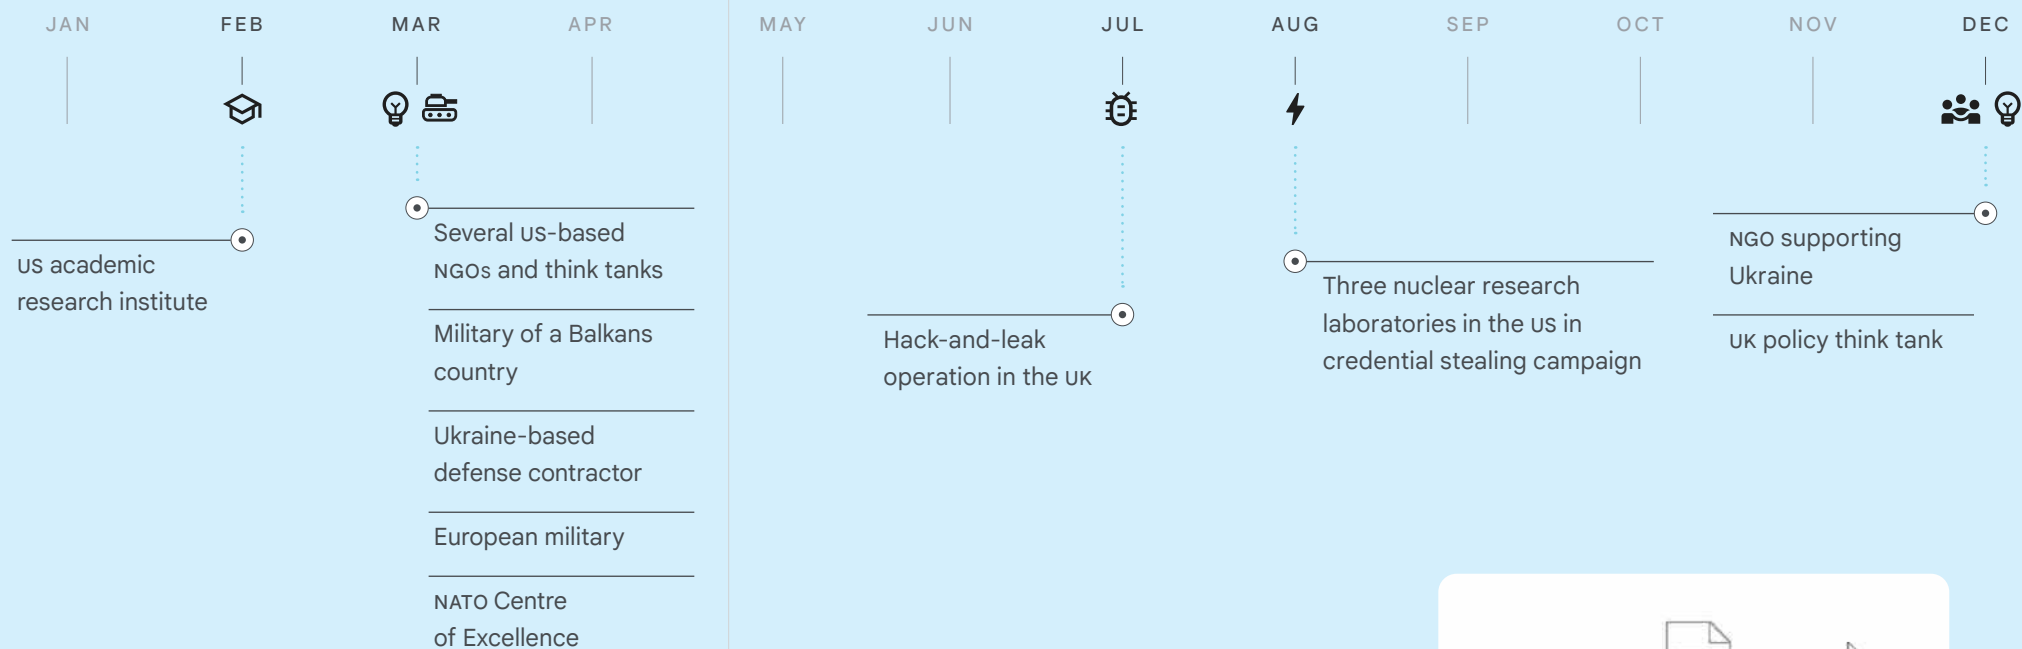 JAN FEB MAR APR MAY JUN JUL AUG SEP OCT NOV DEC
US academic
research institute
Several US-based
NGOs and think tanks
Military of a Balkans
country
Ukraine-based
defense contractor
European military
NATO Centre
of Excellence
Hack-and-leak
operation in the UK
Three nuclear research
laboratories in the US in
credential stealing campaign
NGO supporting
Ukraine
UK policy think tank